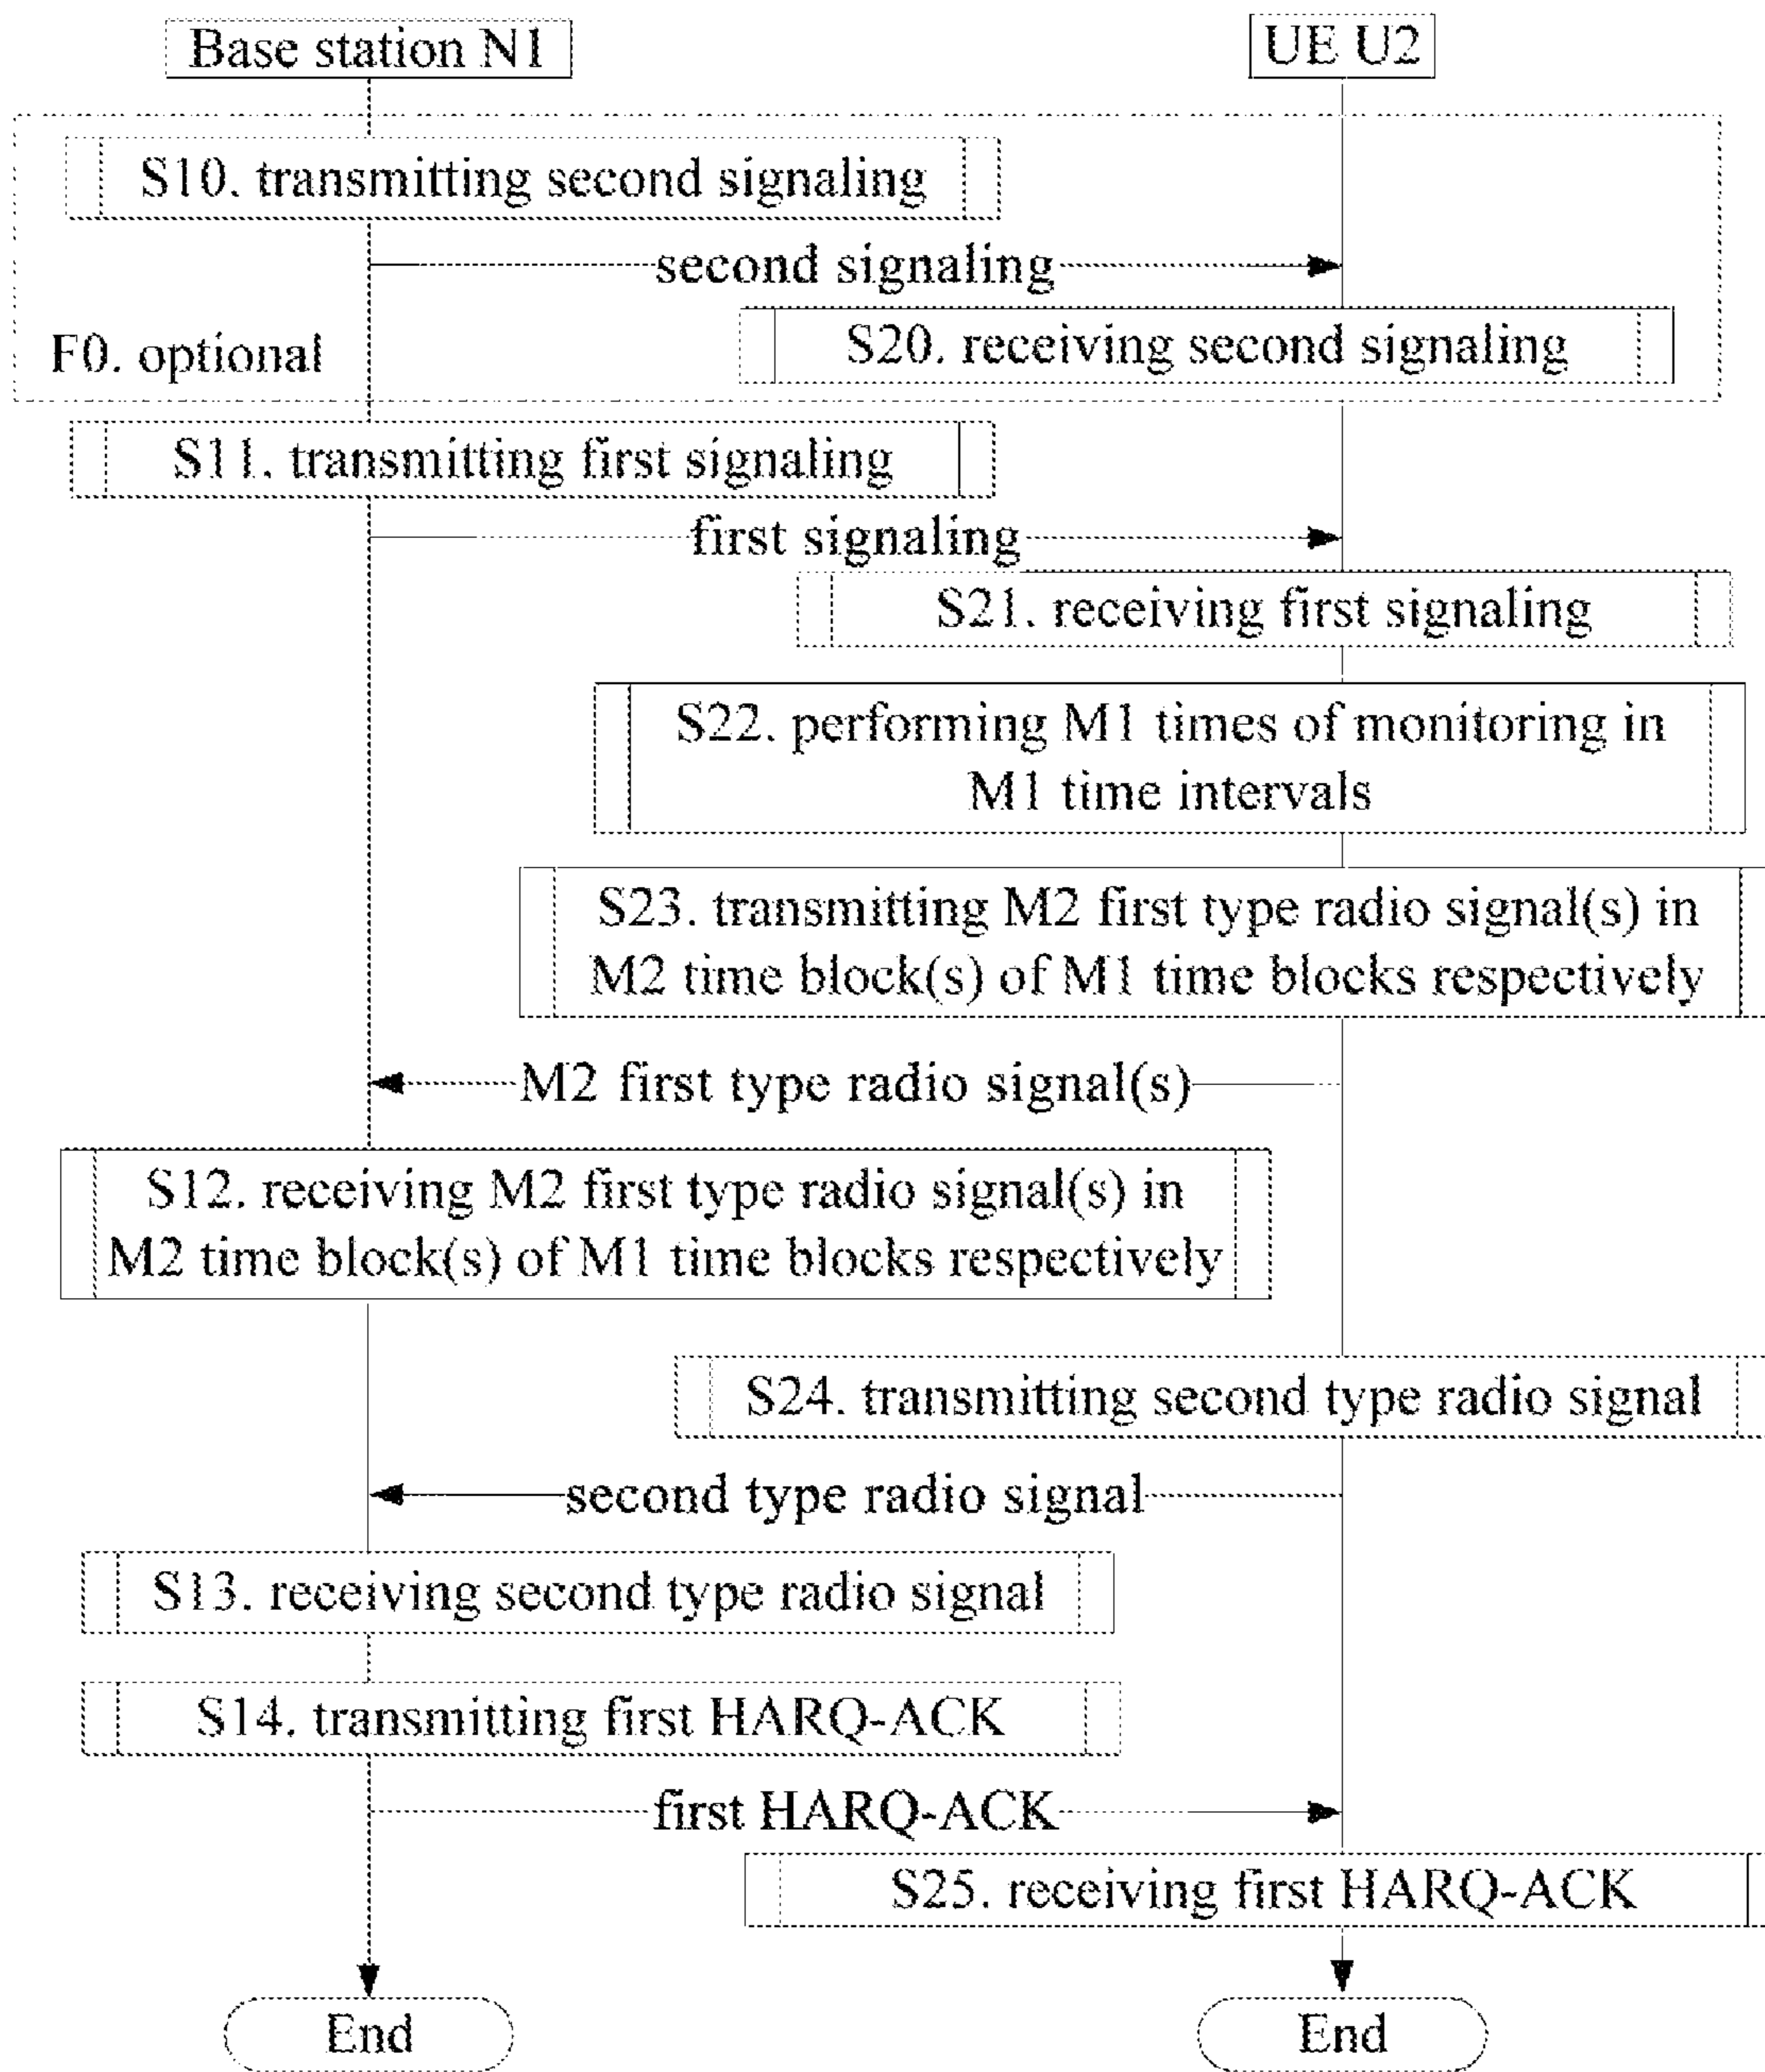 Base station N1
UE U2
S10. transmitting second signaling
second signaling
F0. optional
S20. receiving second signaling
S11. transmitting first signaling
first signaling
S21. receiving first signaling
S22. performing M1 times of monitoring in
M1 time intervals
S23. transmitting M2 first type radio signal(s) in
M2 time block(s) of M1 time blocks respectively
M2 first type radio signal(s)
S12. receiving M2 first type radio signal(s) in
M2 time block(s) of M1 time blocks respectively
S24. transmitting second type radio signal
second type radio signal
S13. receiving second type radio signal
S14. transmitting first HARQ-ACK
first HARQ-ACK
S25. receiving first HARQ-ACK
End
End